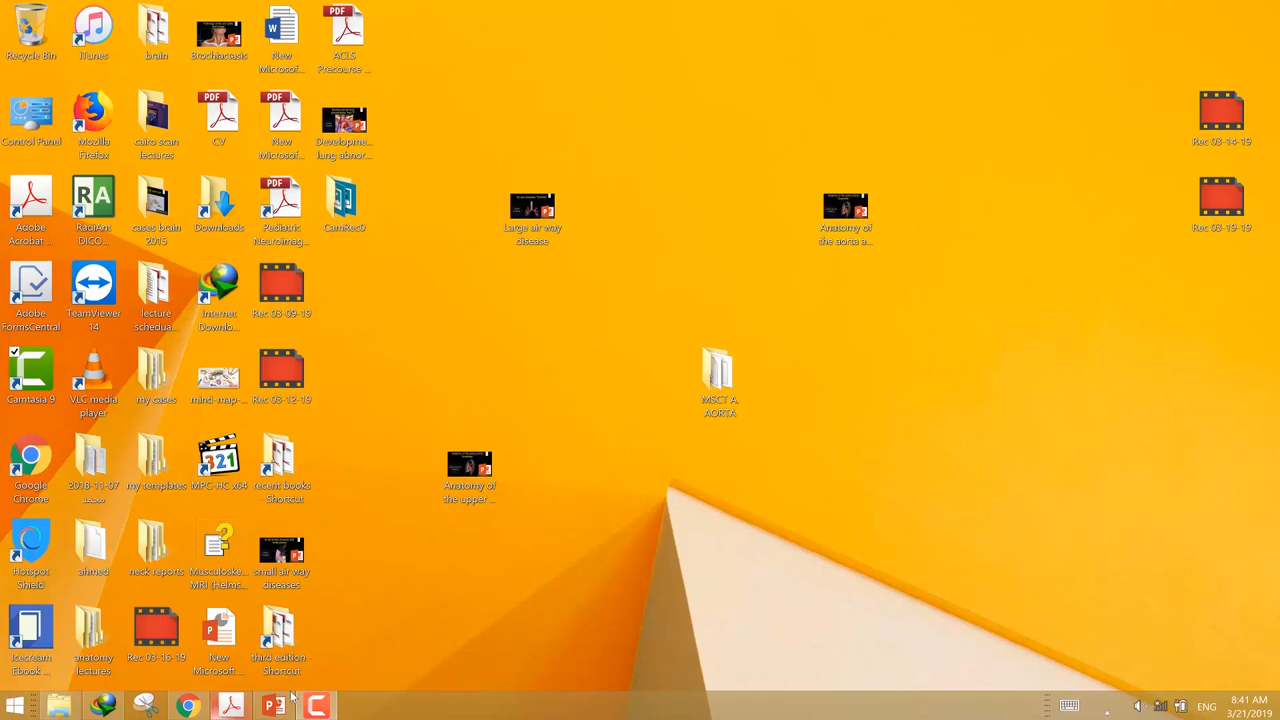 Recycle Bin
iTunes
brain
Brochiactasis
New
Microsof...
ACLS
Precourse ...
Control Panel
Mozilla
Firefox
cairo scan
lectures
CV
New
Microsof...
Developme...
lung abnor...
Rec 03-14-19
Adobe
Acrobat ...
RadiAnt
DICO...
cases brain
2015
Downloads
Pediatric
Neuroimag...
CamRec0
Large air way
disease
Anatomy of
the aorta a...
Rec 03-19-19
Adobe
FormsCentral
TeamViewer
14
lecture
schedua...
Internet
Downlo...
Rec 03-09-19
Camtasia 9
VLC media
player
my cases
mind-map-...
Rec 03-12-19
MSCT A.
AORTA
Google
Chrome
2018-11-07
محمد
my templates
MPC-HC x64
recent books
- Shortcut
Anatomy of
the upper ...
Hotspot
Shield
ahmed
neck reports
Musculoske...
MRI (Helms...
small air way
diseases
Icecream
Ebook ...
anatomy
lectures
Rec 03-16-19
New
Microsoft ...
third edition -
Shortcut
ENG
8:41 AM
3/21/2019